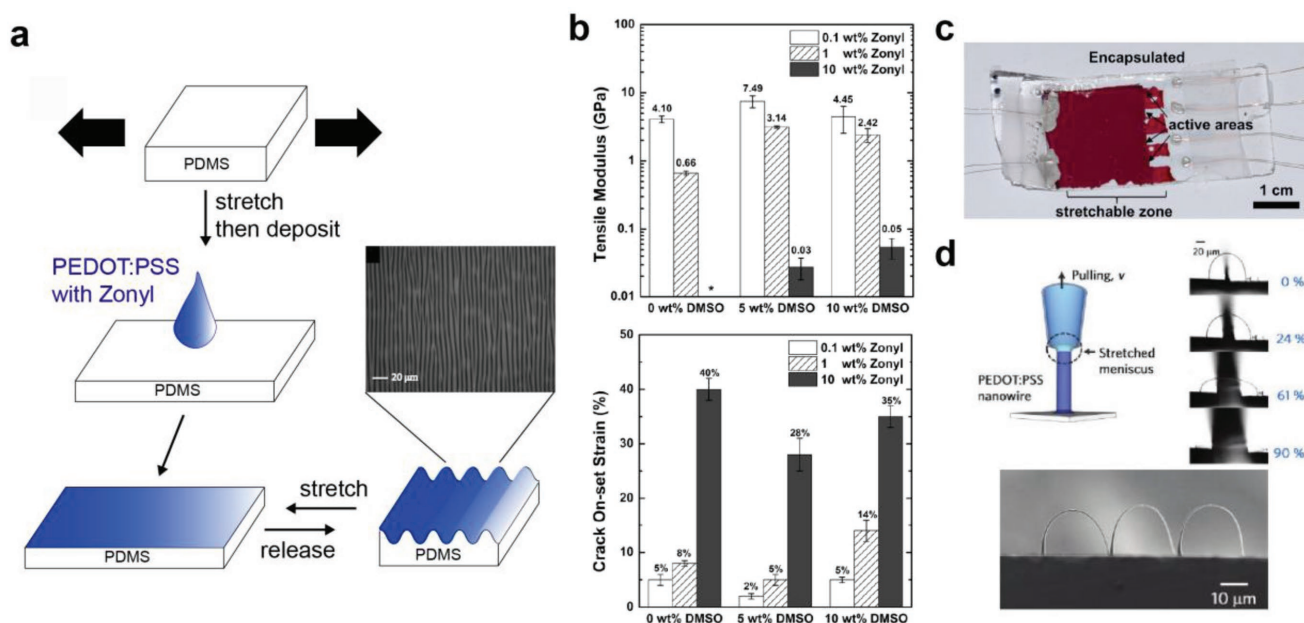 a
PDMS
stretch
then deposit
PEDOT:PSS
with Zonyl
PDMS
20 μm
stretch
release
PDMS
PDMS
b
Tensile Modulus (GPa)
100
10
1
0.1
0.01
0.1 wt% Zonyl
1 wt% Zonyl
10 wt% Zonyl
4.10
0.66
*
7.49
3.14
0.03
4.45
2.42
0.05
0 wt% DMSO
5 wt% DMSO
10 wt% DMSO
Crack On-set Strain (%)
50
40
30
20
10
0
0.1 wt% Zonyl
1 wt% Zonyl
10 wt% Zonyl
5%
8%
40%
2%
5%
28%
5%
14%
35%
0 wt% DMSO
5 wt% DMSO
10 wt% DMSO
c
Encapsulated
active areas
stretchable zone
1 cm
d
Pulling, v
Stretched
meniscus
PEDOT:PSS
nanowire
20 μm
0 %
24 %
61 %
90 %
10 μm